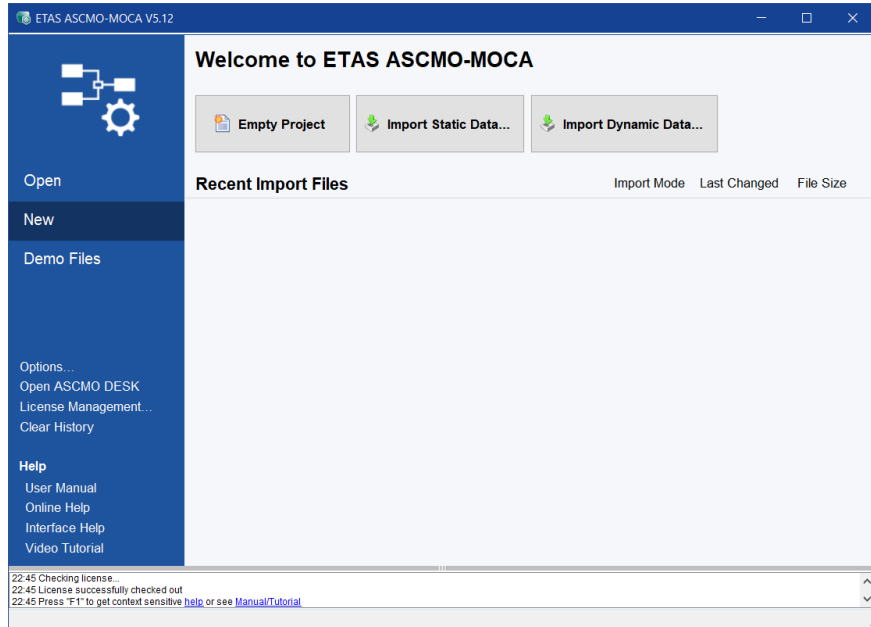 ETAS ASCMO-MOCA V5.12
Welcome to ETAS ASCMO-MOCA
Empty Project
Import Static Data...
Import Dynamic Data...
Open
New
Demo Files
Recent Import Files
Import Mode
Last Changed
File Size
Options...
Open ASCMO DESK
License Management...
Clear History
Help
User Manual
Online Help
Interface Help
Video Tutorial
22:45 Checking license...
22:45 License successfully checked out
22:45 Press "F1" to get context sensitive help or see Manual/Tutorial